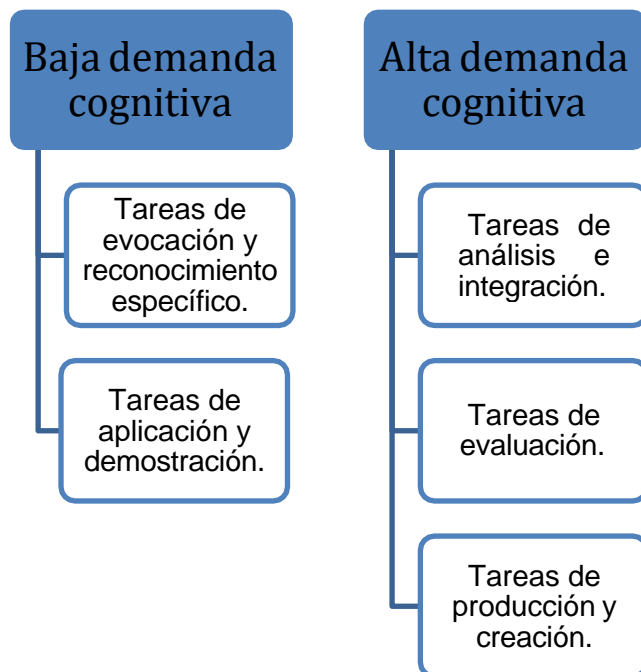 Baja demanda
cognitiva
Tareas de
evocación y
reconocimiento
específico.
Tareas de
aplicación y
demostración.
Alta demanda
cognitiva
Tareas de
análisis e
integración.
Tareas de
evaluación.
Tareas de
producción y
creación.